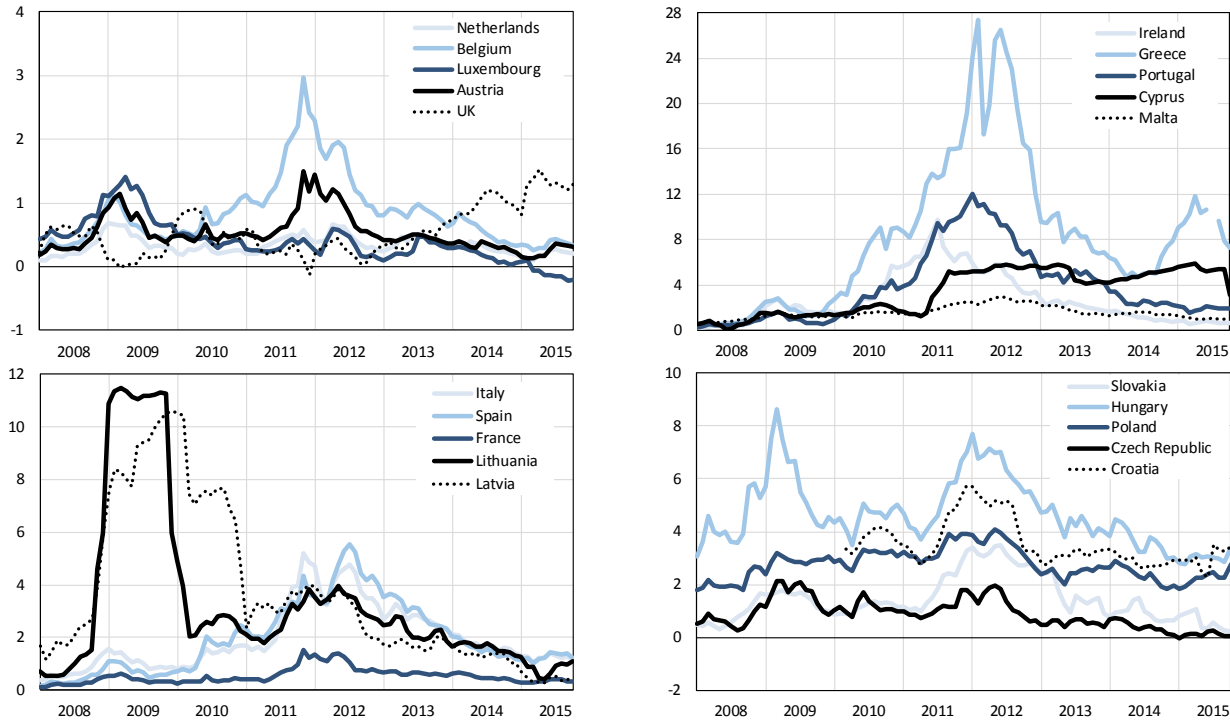 4
3
2
1
0
-1
Netherlands
Belgium
Luxembourg
Austria
UK
2008 2009 2010 2011 2012 2013 2014 2015
28
24
20
16
12
8
4
0
Ireland
Greece
Portugal
Cyprus
Malta
2008 2009 2010 2011 2012 2013 2014 2015
12
10
8
6
4
2
0
Italy
Spain
France
Lithuania
Latvia
2008 2009 2010 2011 2012 2013 2014 2015
10
8
6
4
2
0
-2
Slovakia
Hungary
Poland
Czech Republic
Croatia
2008 2009 2010 2011 2012 2013 2014 2015